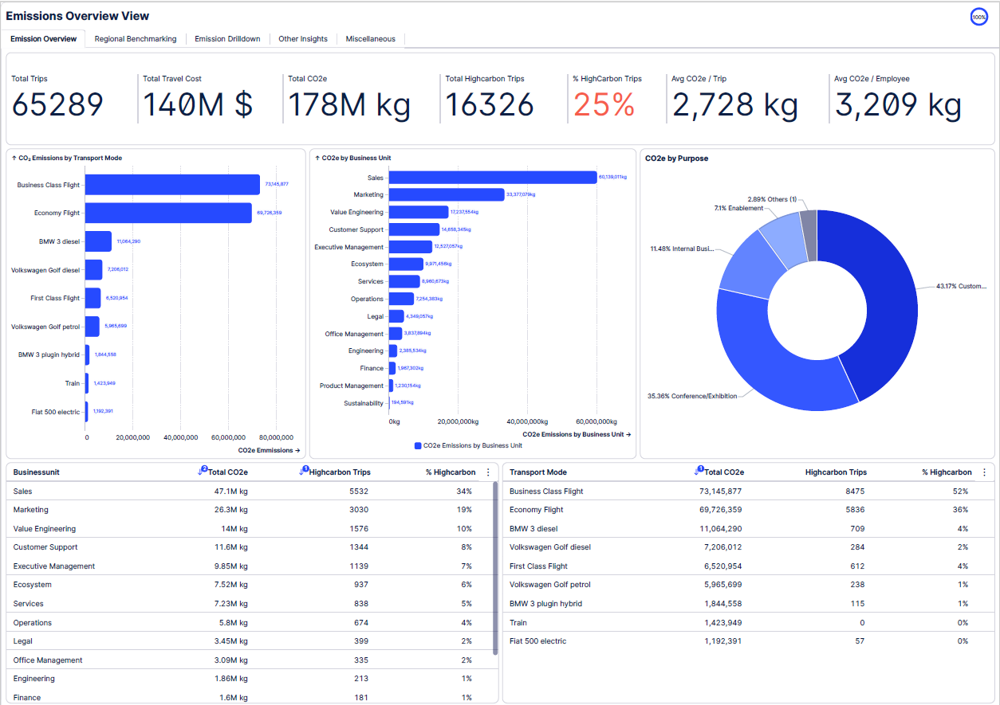 Emissions Overview View
100%
Emission Overview Regional Benchmarking Emission Drilldown Other Insights Miscellaneous
Total Trips Total Travel Cost Total CO2e Total Highcarbon Trips % HighCarbon Trips Avg CO2e / Trip Avg CO2e / Employee
65289 140M $ 178M kg 16326 25% 2,728 kg 3,209 kg
↑ CO₂ Emissions by Transport Mode
Business Class Flight 73,145,877
Economy Flight 69,726,359
BMW 3 diesel 11,064,290
Volkswagen Golf diesel 7,206,012
First Class Flight 6,520,954
Volkswagen Golf petrol 5,965,699
BMW 3 plugin hybrid 1,844,558
Train 1,423,949
Fiat 500 electric 1,192,391
0 20,000,000 40,000,000 60,000,000 80,000,000
CO2e Emmissions →
↑ CO2e by Business Unit
Sales 60,139,011kg
Marketing 33,377,079kg
Value Engineering 17,237,554kg
Customer Support 14,658,345kg
Executive Management 12,527,057kg
Ecosystem 9,971,456kg
Services 8,960,673kg
Operations 7,254,383kg
Legal 4,349,057kg
Office Management 3,837,894kg
Engineering 2,385,534kg
Finance 1,967,302kg
Product Management 1,230,154kg
Sustainability 194,591kg
0kg 20,000,000kg 40,000,000kg 60,000,000kg
CO2e Emissions by Business Unit →
CO2e Emissions by Business Unit
CO2e by Purpose
2.89% Others (1)
7.1% Enablement
11.48% Internal Busi...
43.17% Custom...
35.36% Conference/Exhibition
Businessunit 2 Total CO2e 1 Highcarbon Trips % Highcarbon
Sales 47.1M kg 5532 34%
Marketing 26.3M kg 3030 19%
Value Engineering 14M kg 1576 10%
Customer Support 11.6M kg 1344 8%
Executive Management 9.85M kg 1139 7%
Ecosystem 7.52M kg 937 6%
Services 7.23M kg 838 5%
Operations 5.8M kg 674 4%
Legal 3.45M kg 399 2%
Office Management 3.09M kg 335 2%
Engineering 1.86M kg 213 1%
Finance 1.6M kg 181 1%
Transport Mode 1 Total CO2e Highcarbon Trips % Highcarbon
Business Class Flight 73,145,877 8475 52%
Economy Flight 69,726,359 5836 36%
BMW 3 diesel 11,064,290 709 4%
Volkswagen Golf diesel 7,206,012 284 2%
First Class Flight 6,520,954 612 4%
Volkswagen Golf petrol 5,965,699 238 1%
BMW 3 plugin hybrid 1,844,558 115 1%
Train 1,423,949 0 0%
Fiat 500 electric 1,192,391 57 0%